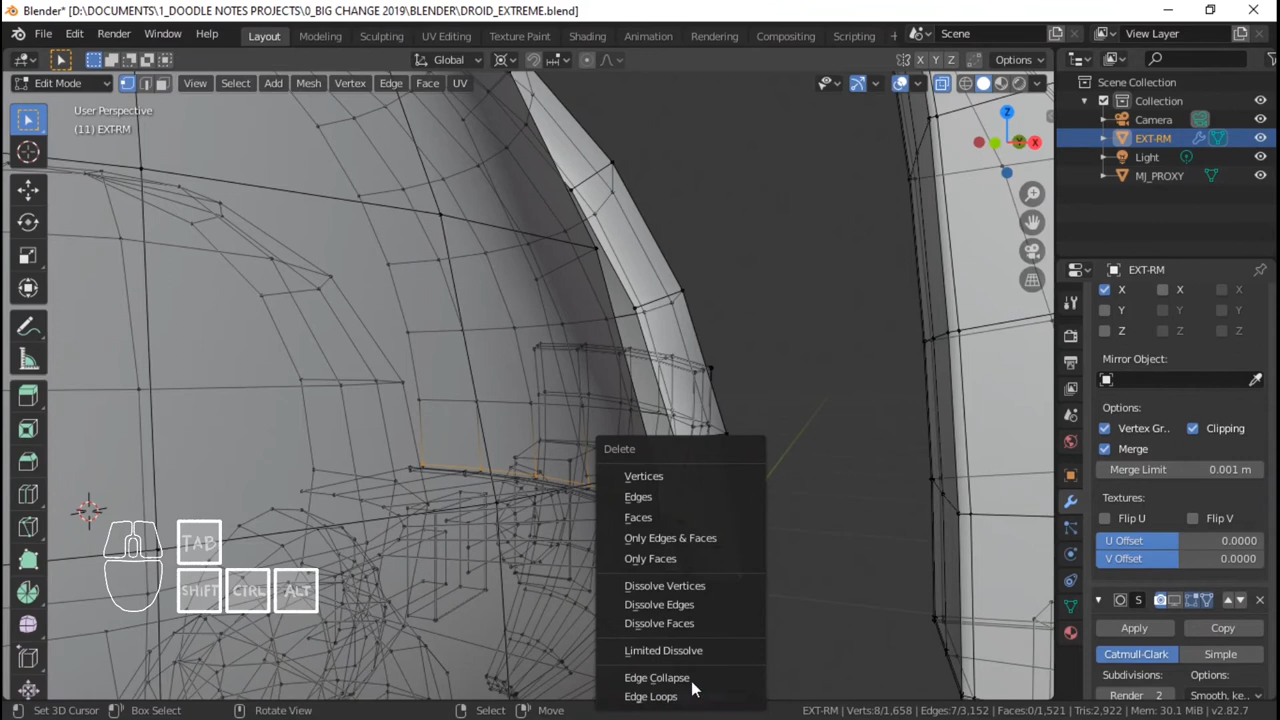 Blender* [D:\DOCUMENTS\1_DOODLE NOTES PROJECTS\0_BIG CHANGE 2019\BLENDER\DROID_EXTREME.blend]
File Edit Render Window Help Layout Modeling Sculpting UV Editing Texture Paint Shading Animation Rendering Compositing Scripting + Scene View Layer
Global X Y Z Options
Edit Mode View Select Add Mesh Vertex Edge Face UV
User Perspective
(11) EXT-RM
Z
X
Scene Collection
Collection
Camera
EXT-RM
Light
MJ_PROXY
EXT-RM
X X X
Y Y Y
Z Z Z
Mirror Object:
Options:
Vertex Gr.. Clipping
Merge
Merge Limit 0.001 m
Textures:
Flip U Flip V
U Offset 0.0000
V Offset 0.0000
S
Apply Copy
Catmull-Clark Simple
Subdivisions: Options:
Render 2 Smooth, ke..
Delete
Vertices
Edges
Faces
Only Edges & Faces
Only Faces
Dissolve Vertices
Dissolve Edges
Dissolve Faces
Limited Dissolve
Edge Collapse
Edge Loops
TAB
SHIFT CTRL ALT
Set 3D Cursor Box Select Rotate View Select Move EXT-RM | Verts:8/1,658 | Edges:7/3,152 | Faces:0/1,521 | Tris:2,922 | Mem: 30.1 MiB | v2.82.7